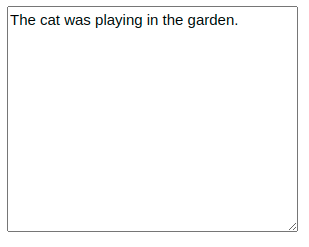 The cat was playing in the garden.